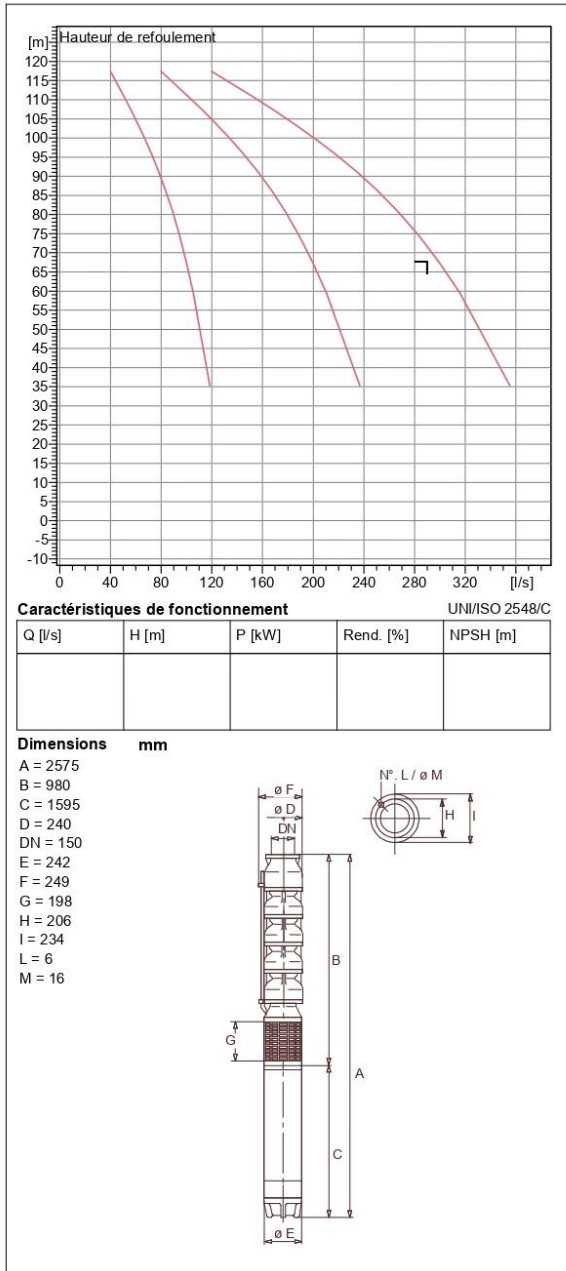 Hauteur de refoulement
[m]
120
115
110
105
100
95
90
85
80
75
70
65
60
55
50
45
40
35
30
25
20
15
10
5
0
-5
-10
0 40 80 120 160 200 240 280 320 [l/s]
Caractéristiques de fonctionnement UNI/ISO 2548/C
Q [l/s] H [m] P [kW] Rend. [%] NPSH [m]
Dimensions mm
A = 2575
B = 980
C = 1595
D = 240
DN = 150
E = 242
F = 249
G = 198
H = 206
I = 234
L = 6
M = 16
N°. L / ø M
ø F
ø D
DN
H
I
B
G
A
C
ø E